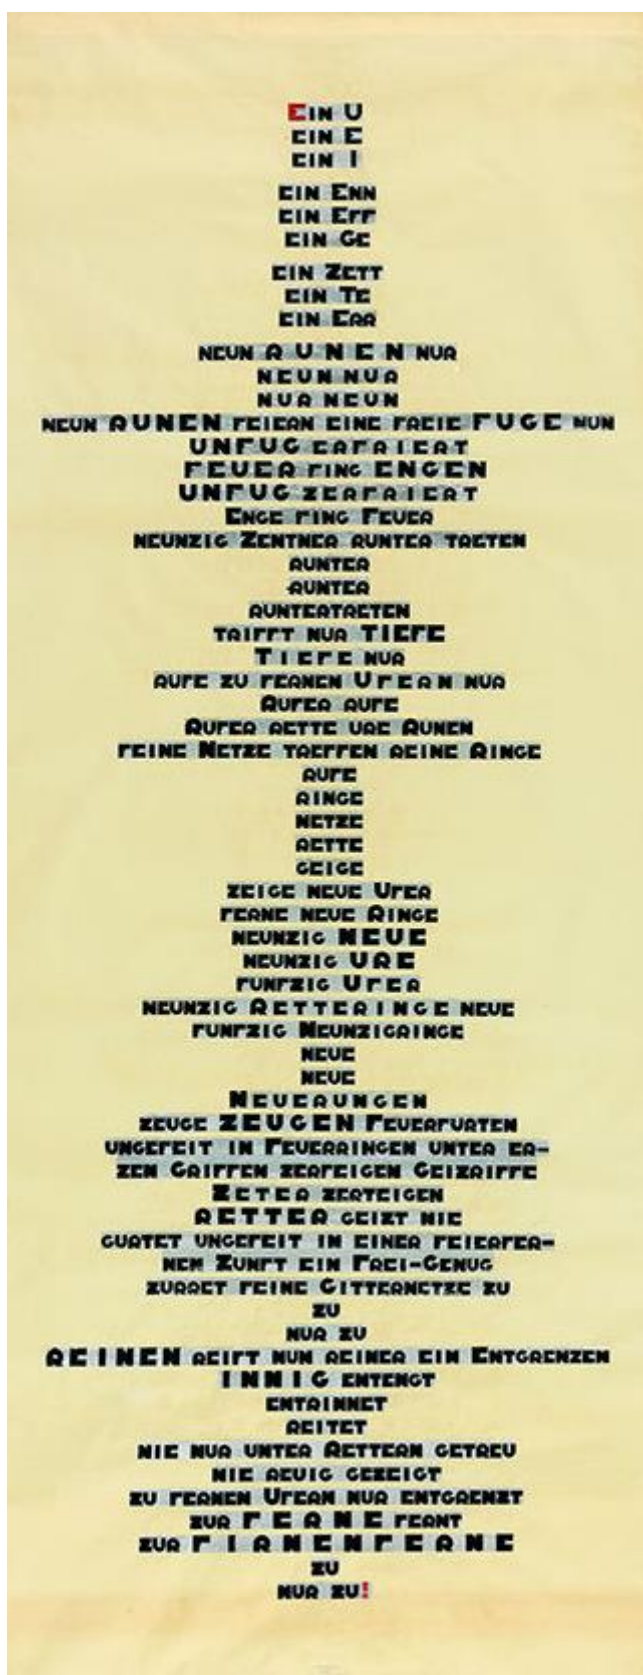 Ein U
ein E
ein I
ein Enn
ein Eff
ein Ge
ein Zett
ein Te
ein Err
neun RUNEN nur
neun nur
nur neun
neun RUNEN feiern eine freie FUGE nun
UNFUG erfriert
FEUER fing ENGEN
UNFUG zerfriert
Enge fing Feuer
neunzig Zentner runter treten
runter
runter
runtertreten
trifft nur TIEFE
Tiefe nur
rufe zu fernen Ufern nur
Rufer rufe
Rufer rette ure Runen
feine Netze treffen reine Ringe
rufe
ringe
netze
rette
geige
zeige neue Ufer
ferne neue Ringe
neunzig NEUE
neunzig URE
funfzig Ufer
neunzig Retteringe neue
funfzig Neunzigringe
neue
neue
Neuerungen
zeuge ZEUGEN Feuerfurten
ungefeit in Feuerringen unter er-
zen Griffen zerfeigen Geizriffe
Zeter zerteigen
RETTER geizt nie
gurtet ungefeit in einer feierfer-
nen Zunft ein Frei-Genug
zurret feine Gitternetze zu
zu
nur zu
REINEN reift nun reiner ein Entgrenzen
INNIG entengt
entrinnet
reitet
nie nur unter Rettern getreu
nie reuig gezeigt
zu fernen Ufern nur entgrenzt
zur FERNE fernt
zur FIRNENFERNE
zu
nur zu!